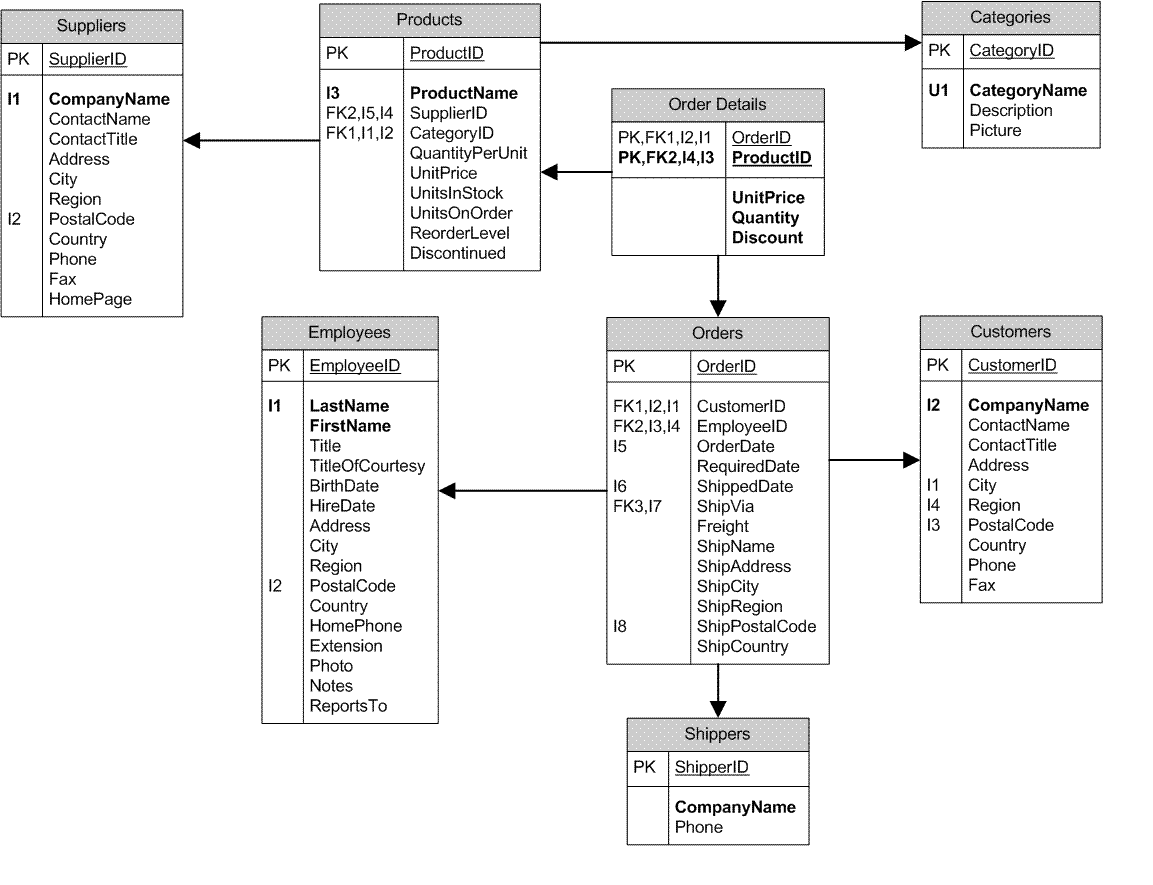 Suppliers
PK SupplierID
I1 CompanyName
ContactName
ContactTitle
Address
City
Region
I2 PostalCode
Country
Phone
Fax
HomePage
Products
PK ProductID
I3 ProductName
FK2,I5,I4 SupplierID
FK1,I1,I2 CategoryID
QuantityPerUnit
UnitPrice
UnitsInStock
UnitsOnOrder
ReorderLevel
Discontinued
Order Details
PK,FK1,I2,I1 OrderID
PK,FK2,I4,I3 ProductID
UnitPrice
Quantity
Discount
Categories
PK CategoryID
U1 CategoryName
Description
Picture
Employees
PK EmployeeID
I1 LastName
FirstName
Title
TitleOfCourtesy
BirthDate
HireDate
Address
City
Region
I2 PostalCode
Country
HomePhone
Extension
Photo
Notes
ReportsTo
Orders
PK OrderID
FK1,I2,I1 CustomerID
FK2,I3,I4 EmployeeID
I5 OrderDate
RequiredDate
I6 ShippedDate
FK3,I7 ShipVia
Freight
ShipName
ShipAddress
ShipCity
ShipRegion
I8 ShipPostalCode
ShipCountry
Customers
PK CustomerID
I2 CompanyName
ContactName
ContactTitle
Address
I1 City
I4 Region
I3 PostalCode
Country
Phone
Fax
Shippers
PK ShipperID
CompanyName
Phone